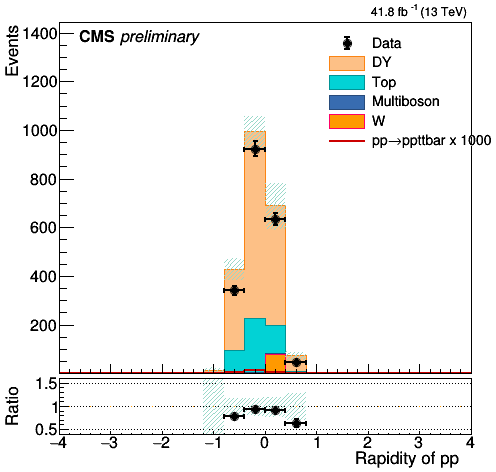 41.8 fb⁻¹ (13 TeV)
CMS preliminary
Events
1400
1200
1000
800
600
400
200
Data
DY
Top
Multiboson
W
pp→ppttbar x 1000
Ratio
1.5
1
0.5
−4 −3 −2 −1 0 1 2 3 4
Rapidity of pp